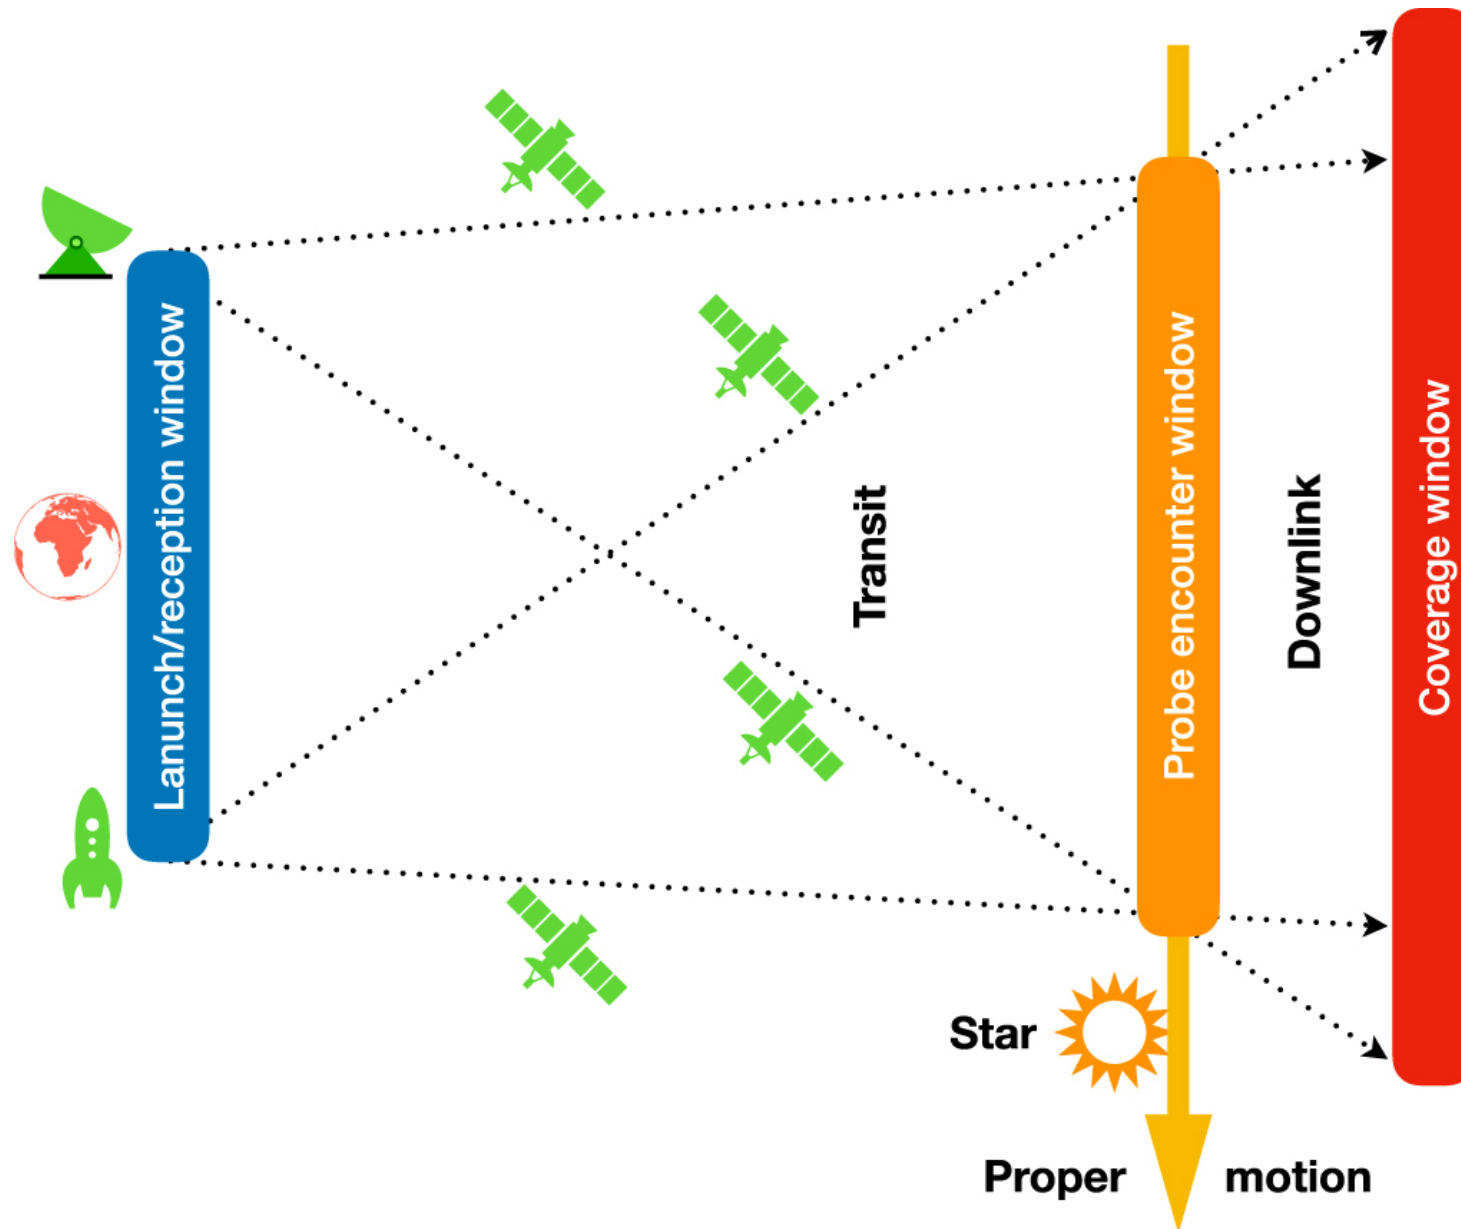 Lanunch/reception window
Transit
Probe encounter window
Downlink
Coverage window
Star
Proper motion